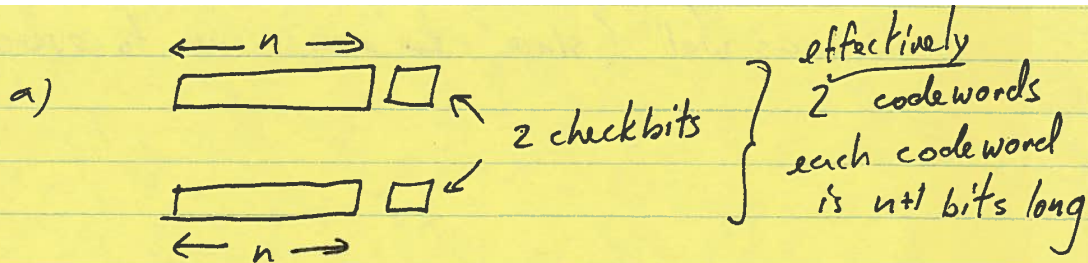 a)
← n →
2 checkbits
← n →
effectively
2 codewords
each codeword
is n+1 bits long